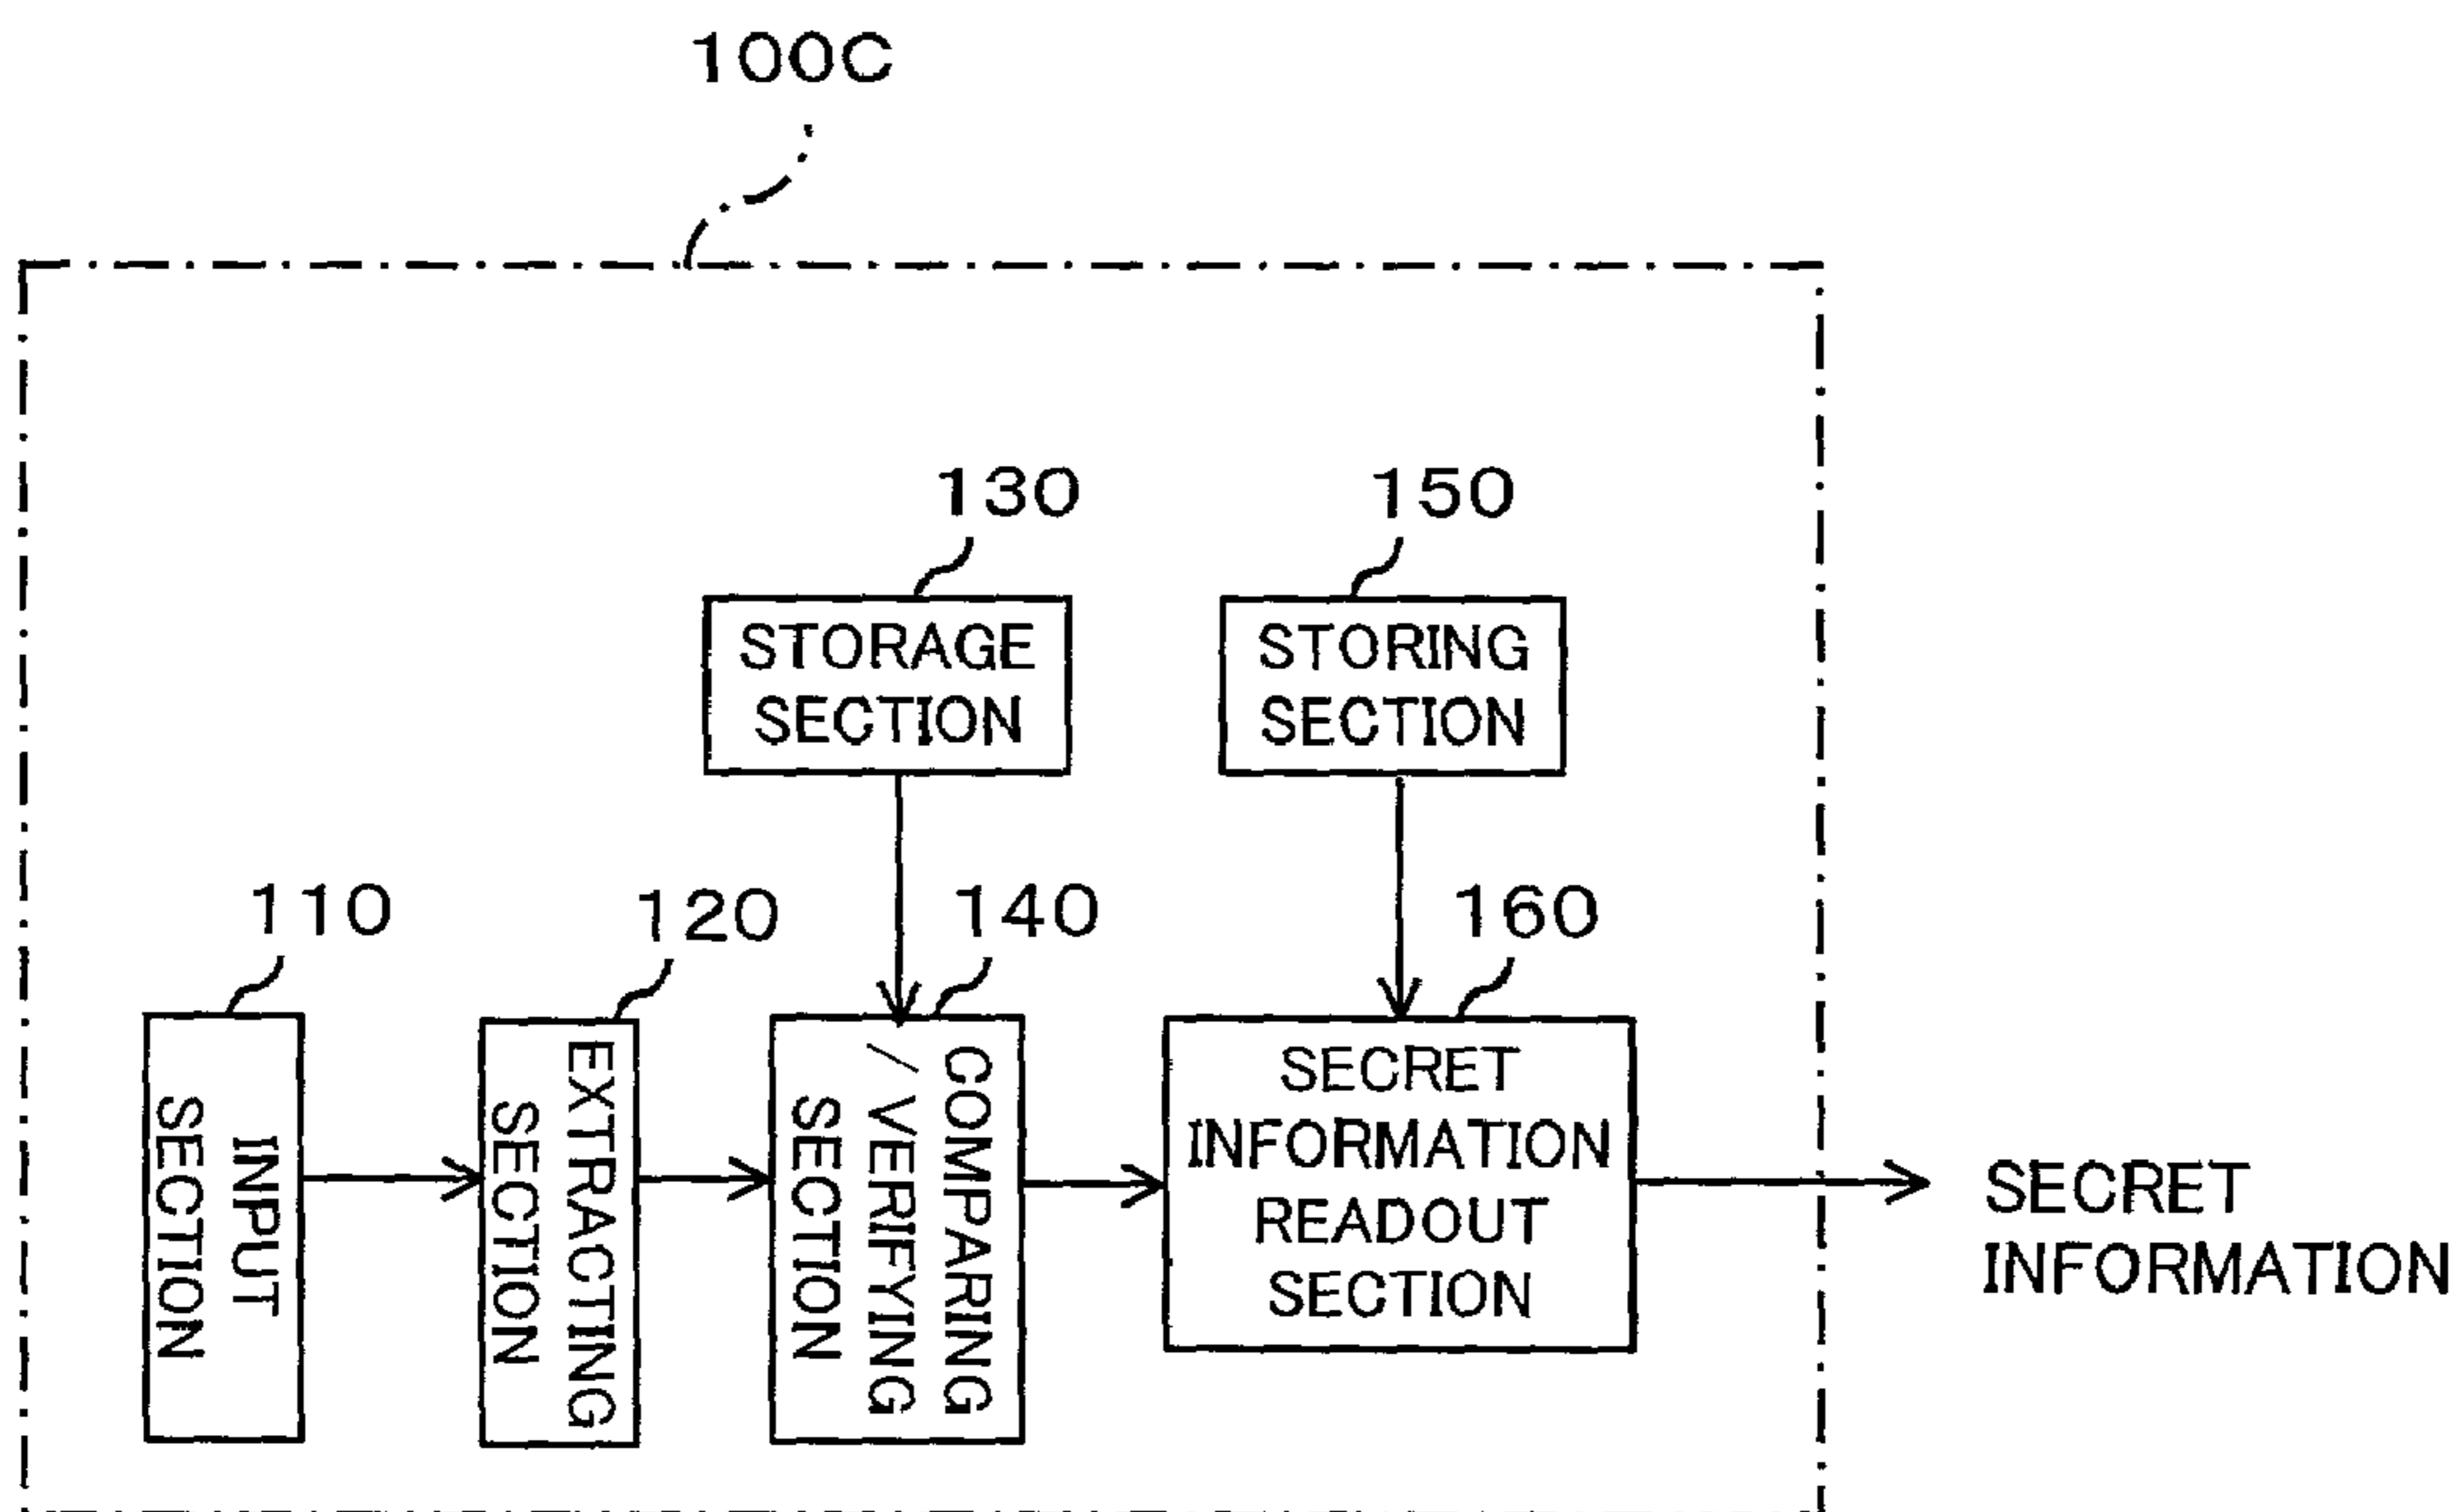 100C
130
150
STORAGE
SECTION
STORING
SECTION
110
120
140
160
INPUT
SECTION
EXTRACTING
SECTION
COMPARING
/VERIFYING
SECTION
SECRET
INFORMATION
READOUT
SECTION
SECRET
INFORMATION